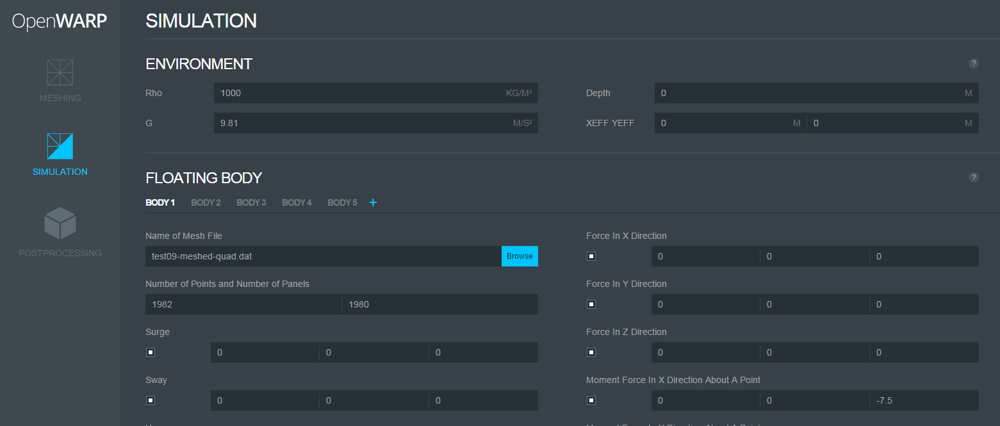 OpenWARP
MESHING
SIMULATION
POSTPROCESSING
SIMULATION
ENVIRONMENT ?
Rho 1000 KG/M³ Depth 0 M
G 9.81 M/S² XEFF YEFF 0 M 0 M
FLOATING BODY ?
BODY 1 BODY 2 BODY 3 BODY 4 BODY 5 +
Name of Mesh File Force In X Direction
test09-meshed-quad.dat Browse 0 0 0
Number of Points and Number of Panels Force In Y Direction
1982 1980 0 0 0
Surge Force In Z Direction
0 0 0 0 0 0
Sway Moment Force In X Direction About A Point
0 0 0 0 0 -7.5